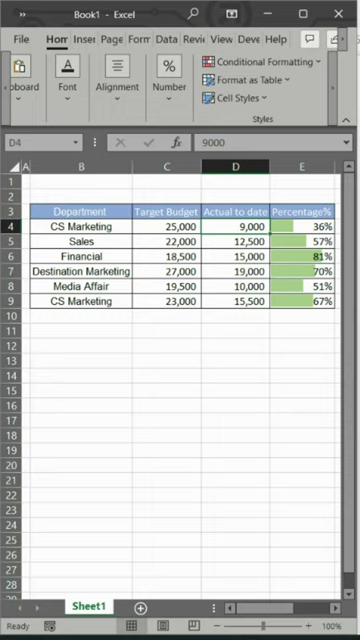 Book1 - Excel
File Hom Inser Page Form Data Revi View Deve Help
board Font Alignment Number
Conditional Formatting
Format as Table
Cell Styles
Styles
D4 fx 9000
A B C D E
1
2
3 Department Target Budget Actual to date Percentage%
4 CS Marketing 25,000 9,000 36%
5 Sales 22,000 12,500 57%
6 Financial 18,500 15,000 81%
7 Destination Marketing 27,000 19,000 70%
8 Media Affair 19,500 10,000 51%
9 CS Marketing 23,000 15,500 67%
10
11
12
13
14
15
16
17
18
19
20
21
22
23
24
25
26
27
28
29
Sheet1
Ready 100%